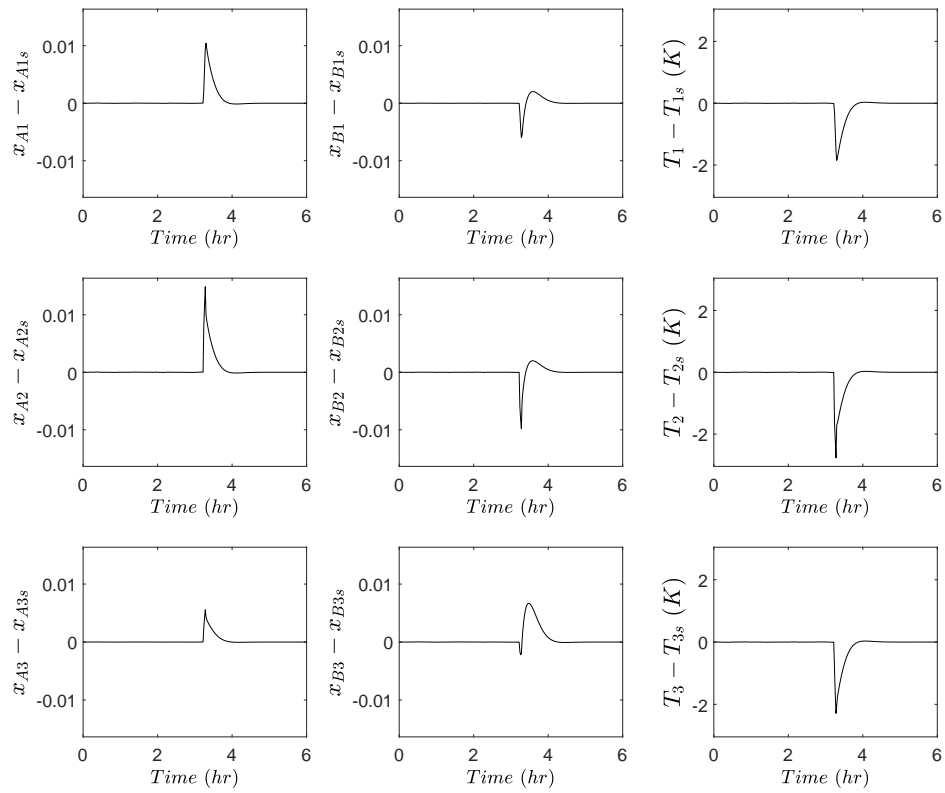 x_{A1} − x_{A1s}
0.01
0
-0.01
0 2 4 6
Time (hr)
x_{B1} − x_{B1s}
0.01
0
-0.01
0 2 4 6
Time (hr)
T_1 − T_{1s} (K)
2
0
-2
0 2 4 6
Time (hr)
x_{A2} − x_{A2s}
0.01
0
-0.01
0 2 4 6
Time (hr)
x_{B2} − x_{B2s}
0.01
0
-0.01
0 2 4 6
Time (hr)
T_2 − T_{2s} (K)
2
0
-2
0 2 4 6
Time (hr)
x_{A3} − x_{A3s}
0.01
0
-0.01
0 2 4 6
Time (hr)
x_{B3} − x_{B3s}
0.01
0
-0.01
0 2 4 6
Time (hr)
T_3 − T_{3s} (K)
2
0
-2
0 2 4 6
Time (hr)